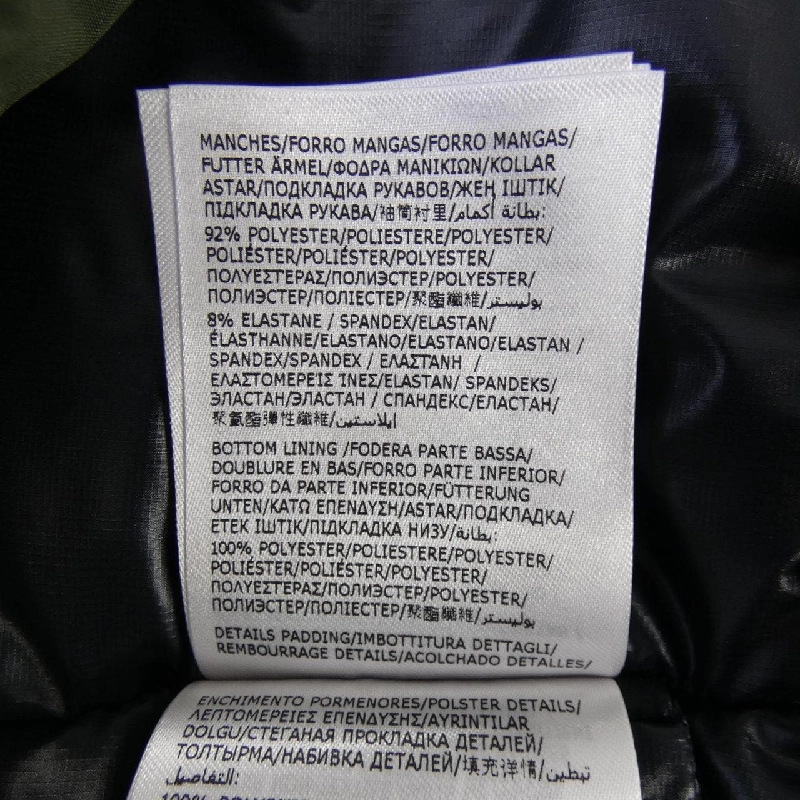 MANCHES/FORRO MANGAS/FORRO MANGAS/
FUTTER ÄRMEL/ΦΟΔΡΑ ΜΑΝΙΚΙΩΝ/KOLLAR
ASTAR/ПОДКЛАДКА РУКАВОВ/ЖЕҢ ІШТІК/
ПІДКЛАДКА РУКАВА/袖筒衬里/بطانة أكمام:
92% POLYESTER/POLIESTERE/POLYESTER/
POLIÉSTER/POLIÉSTER/POLYESTER/
ΠΟΛΥΕΣΤΕΡΑΣ/ПОЛИЭСТЕР/POLYESTER/
ПОЛИЭСТЕР/ПОЛІЕСТЕР/聚酯纖維/بوليستر
8% ELASTANE / SPANDEX/ELASTAN/
ÉLASTHANNE/ELASTANO/ELASTANO/ELASTAN /
SPANDEX/SPANDEX / ΕΛΑΣΤΑΝΗ /
ΕΛΑΣΤΟΜΕΡΕΊΣ ΊΝΕΣ/ELASTAN/ SPANDEKS/
ЭЛАСТАН/ЭЛАСТАН / СПАНДЕКС/ЕЛАСТАН/
聚氨酯彈性纖維/إيلاستين
BOTTOM LINING /FODERA PARTE BASSA/
DOUBLURE EN BAS/FORRO PARTE INFERIOR/
FORRO DA PARTE INFERIOR/FÜTTERUNG
UNTEN/ΚΑΤΩ ΕΠΕΝΔΥΣΗ/ASTAR/ПОДКЛАДКА/
ЕТЕК ІШТІК/ПІДКЛАДКА НИЗУ/بطانة:
100% POLYESTER/POLIESTERE/POLYESTER/
POLIÉSTER/POLIÉSTER/POLYESTER/
ΠΟΛΥΕΣΤΕΡΑΣ/ПОЛИЭСТЕР/POLYESTER/
ПОЛИЭСТЕР/ПОЛІЕСТЕР/聚酯纖維/بوليستر
DETAILS PADDING/IMBOTTITURA DETTAGLI/
REMBOURRAGE DETAILS/ACOLCHADO DETALLES/
ENCHIMENTO PORMENORES/POLSTER DETAILS/
ΛΕΠΤΟΜΕΡΕΙΕΣ ΕΠΕΝΔΥΣΗΣ/AYRINTILAR
DOLGU/СТЕГАНАЯ ПРОКЛАДКА ДЕТАЛЕЙ/
ТОЛТЫРМА/НАБИВКА ДЕТАЛЕЙ/填充详情/تبطين
التفاصيل:
100%